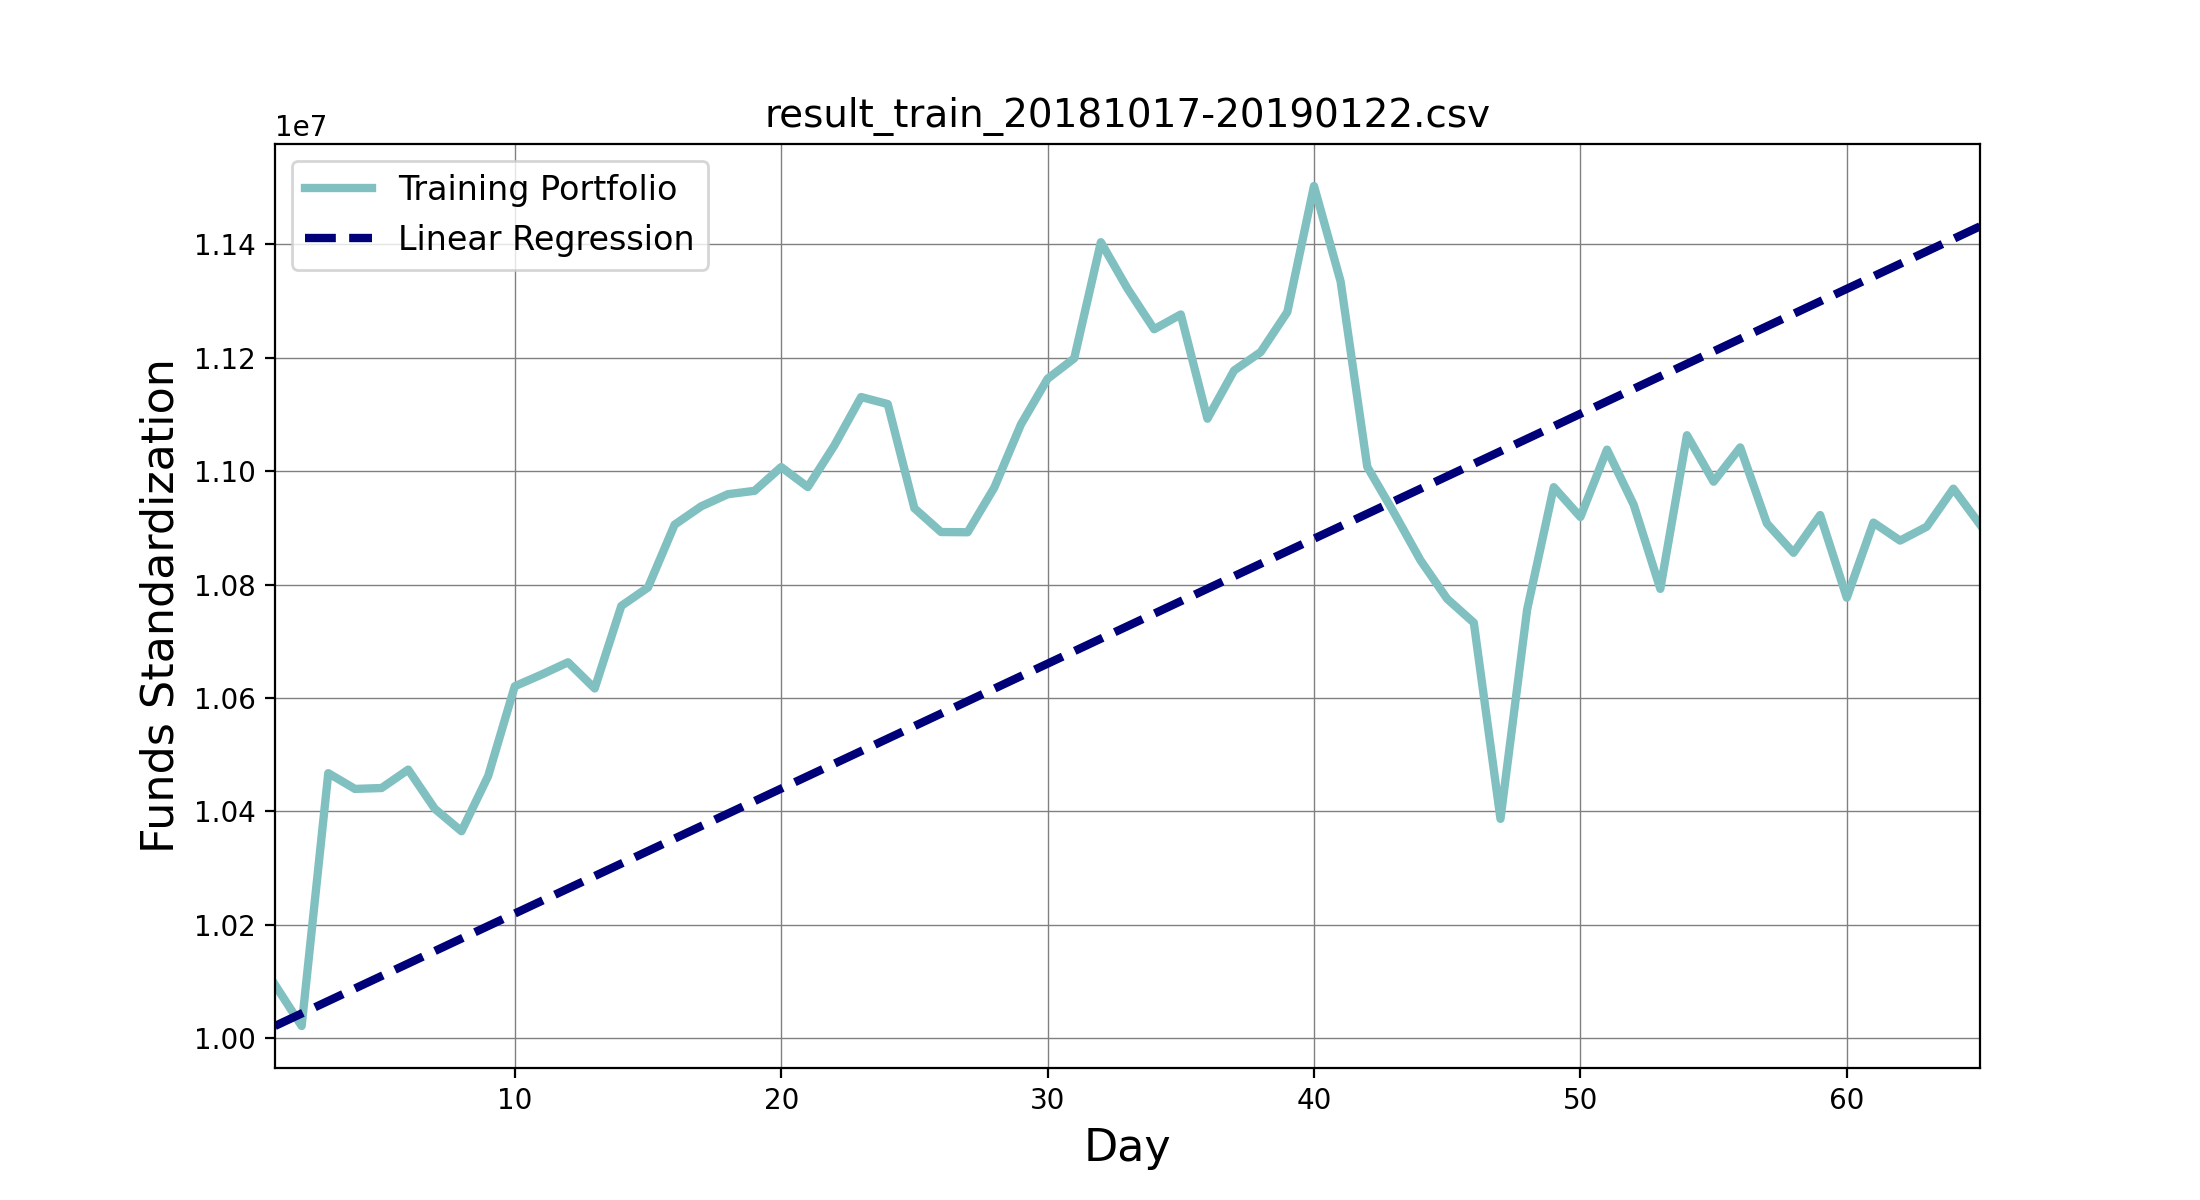 result_train_20181017-20190122.csv
1e7
Training Portfolio
Linear Regression
1.14
1.12
1.10
1.08
1.06
1.04
1.02
1.00
Funds Standardization
10 20 30 40 50 60
Day